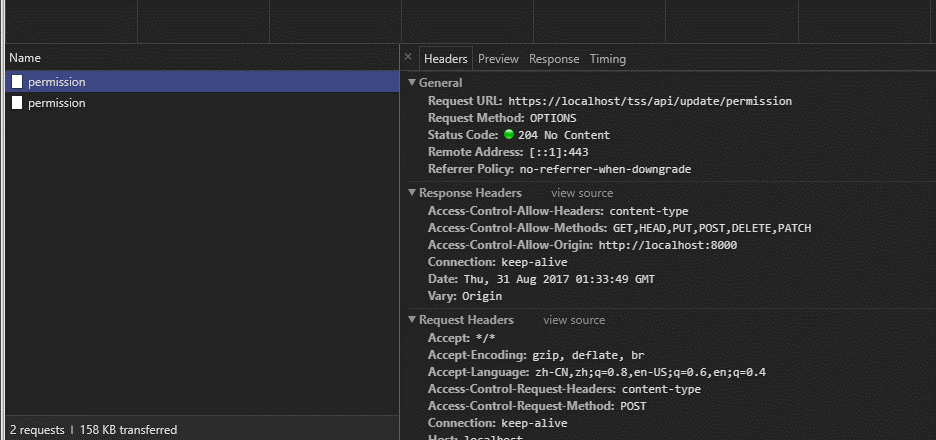 Name
permission
permission
2 requests | 158 KB transferred
× Headers Preview Response Timing
▼ General
Request URL: https://localhost/tss/api/update/permission
Request Method: OPTIONS
Status Code: 204 No Content
Remote Address: [::1]:443
Referrer Policy: no-referrer-when-downgrade
▼ Response Headers view source
Access-Control-Allow-Headers: content-type
Access-Control-Allow-Methods: GET,HEAD,PUT,POST,DELETE,PATCH
Access-Control-Allow-Origin: http://localhost:8000
Connection: keep-alive
Date: Thu, 31 Aug 2017 01:33:49 GMT
Vary: Origin
▼ Request Headers view source
Accept: */*
Accept-Encoding: gzip, deflate, br
Accept-Language: zh-CN,zh;q=0.8,en-US;q=0.6,en;q=0.4
Access-Control-Request-Headers: content-type
Access-Control-Request-Method: POST
Connection: keep-alive
Host: localhost